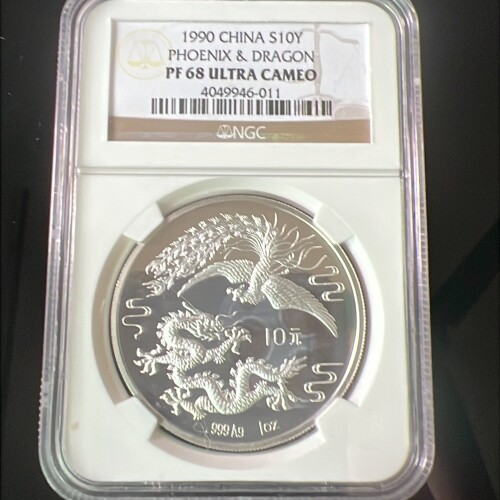 1990 CHINA S10Y
PHOENIX & DRAGON
PF 68 ULTRA CAMEO
4049946-011
NGC
10元
999Ag 1oz